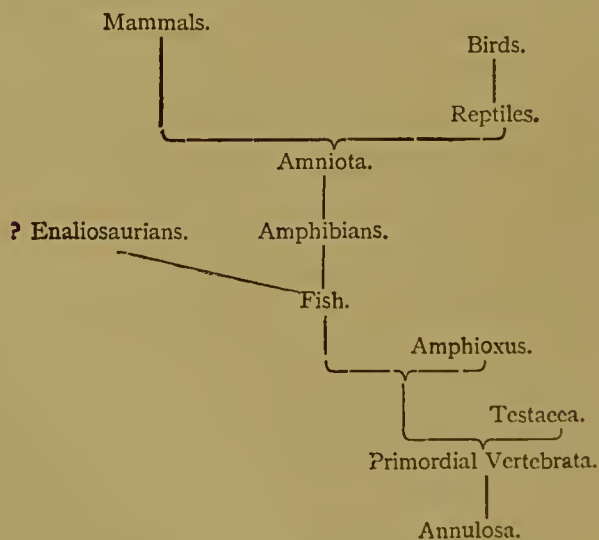 Mammals.
Birds.
Reptiles.
Amniota.
? Enaliosaurians. Amphibians.
Fish.
Amphioxus.
Testacea.
Primordial Vertebrata.
Annulosa.